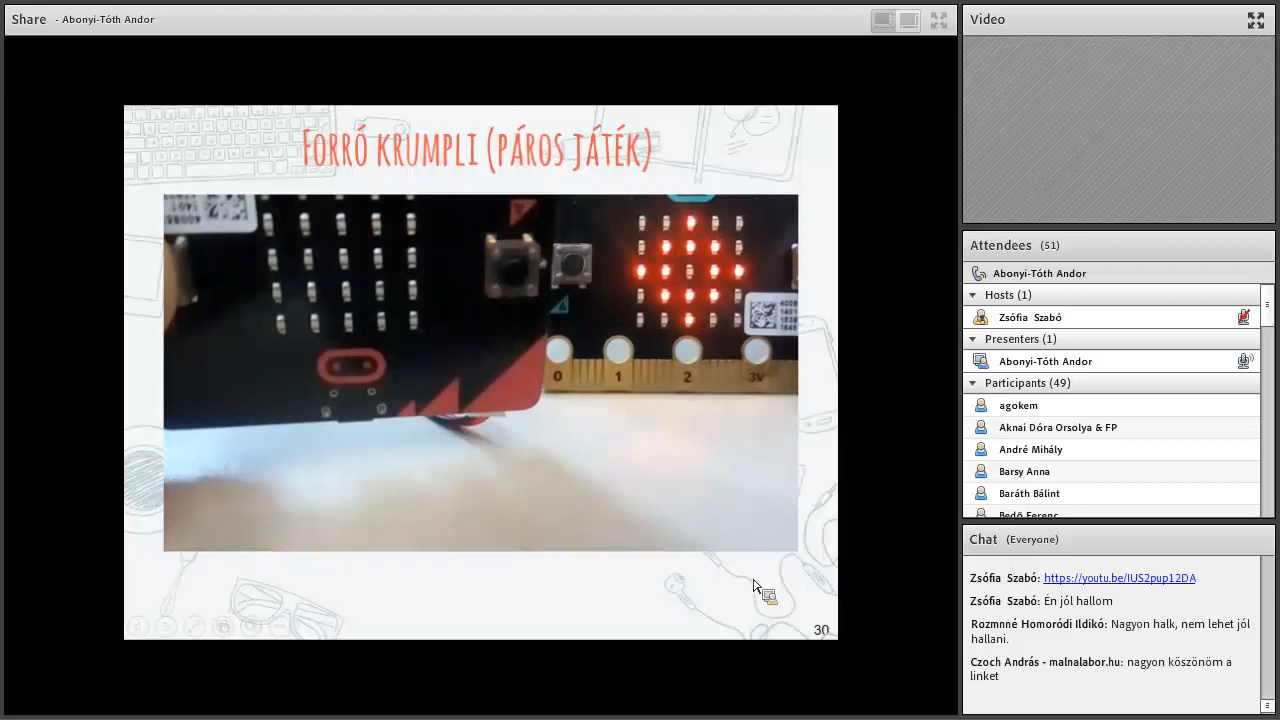 Share - Abonyi-Tóth Andor
Forró krumpli (páros játék)
0 1 2 3V
30
Video
Attendees (51)
Abonyi-Tóth Andor
Hosts (1)
Zsófia Szabó
Presenters (1)
Abonyi-Tóth Andor
Participants (49)
agokem
Aknai Dóra Orsolya & FP
André Mihály
Barsy Anna
Baráth Bálint
Bedő Ferenc
Chat (Everyone)
Zsófia Szabó: https://youtu.be/IUS2pup12DA
Zsófia Szabó: Én jól hallom
Rozmnné Homoródi Ildikó: Nagyon halk, nem lehet jól
hallani.
Czoch András - malnalabor.hu: nagyon köszönöm a
linket